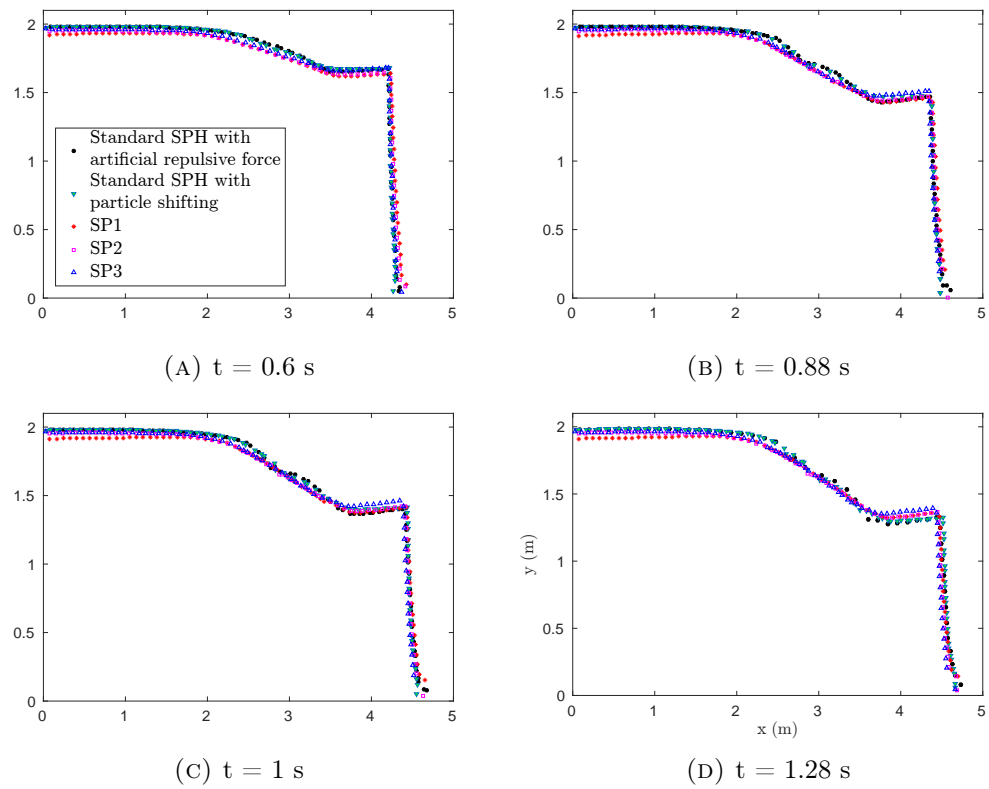 2
1.5
1
0.5
0
0 1 2 3 4 5
Standard SPH with
artificial repulsive force
Standard SPH with
particle shifting
SP1
SP2
SP3
(A) t = 0.6 s
2
1.5
1
0.5
0
0 1 2 3 4 5
(B) t = 0.88 s
2
1.5
1
0.5
0
0 1 2 3 4 5
(C) t = 1 s
2
1.5
1
0.5
0
y (m)
0 1 2 3 4 5
x (m)
(D) t = 1.28 s